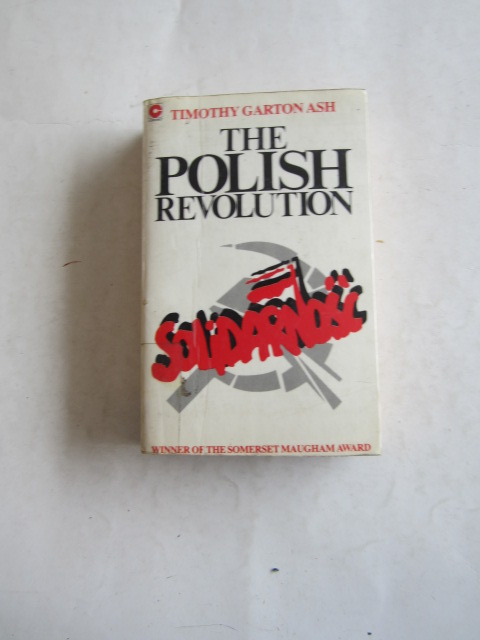 TIMOTHY GARTON ASH
THE
POLISH
REVOLUTION
SOLiDARNOŚĆ
WINNER OF THE SOMERSET MAUGHAM AWARD